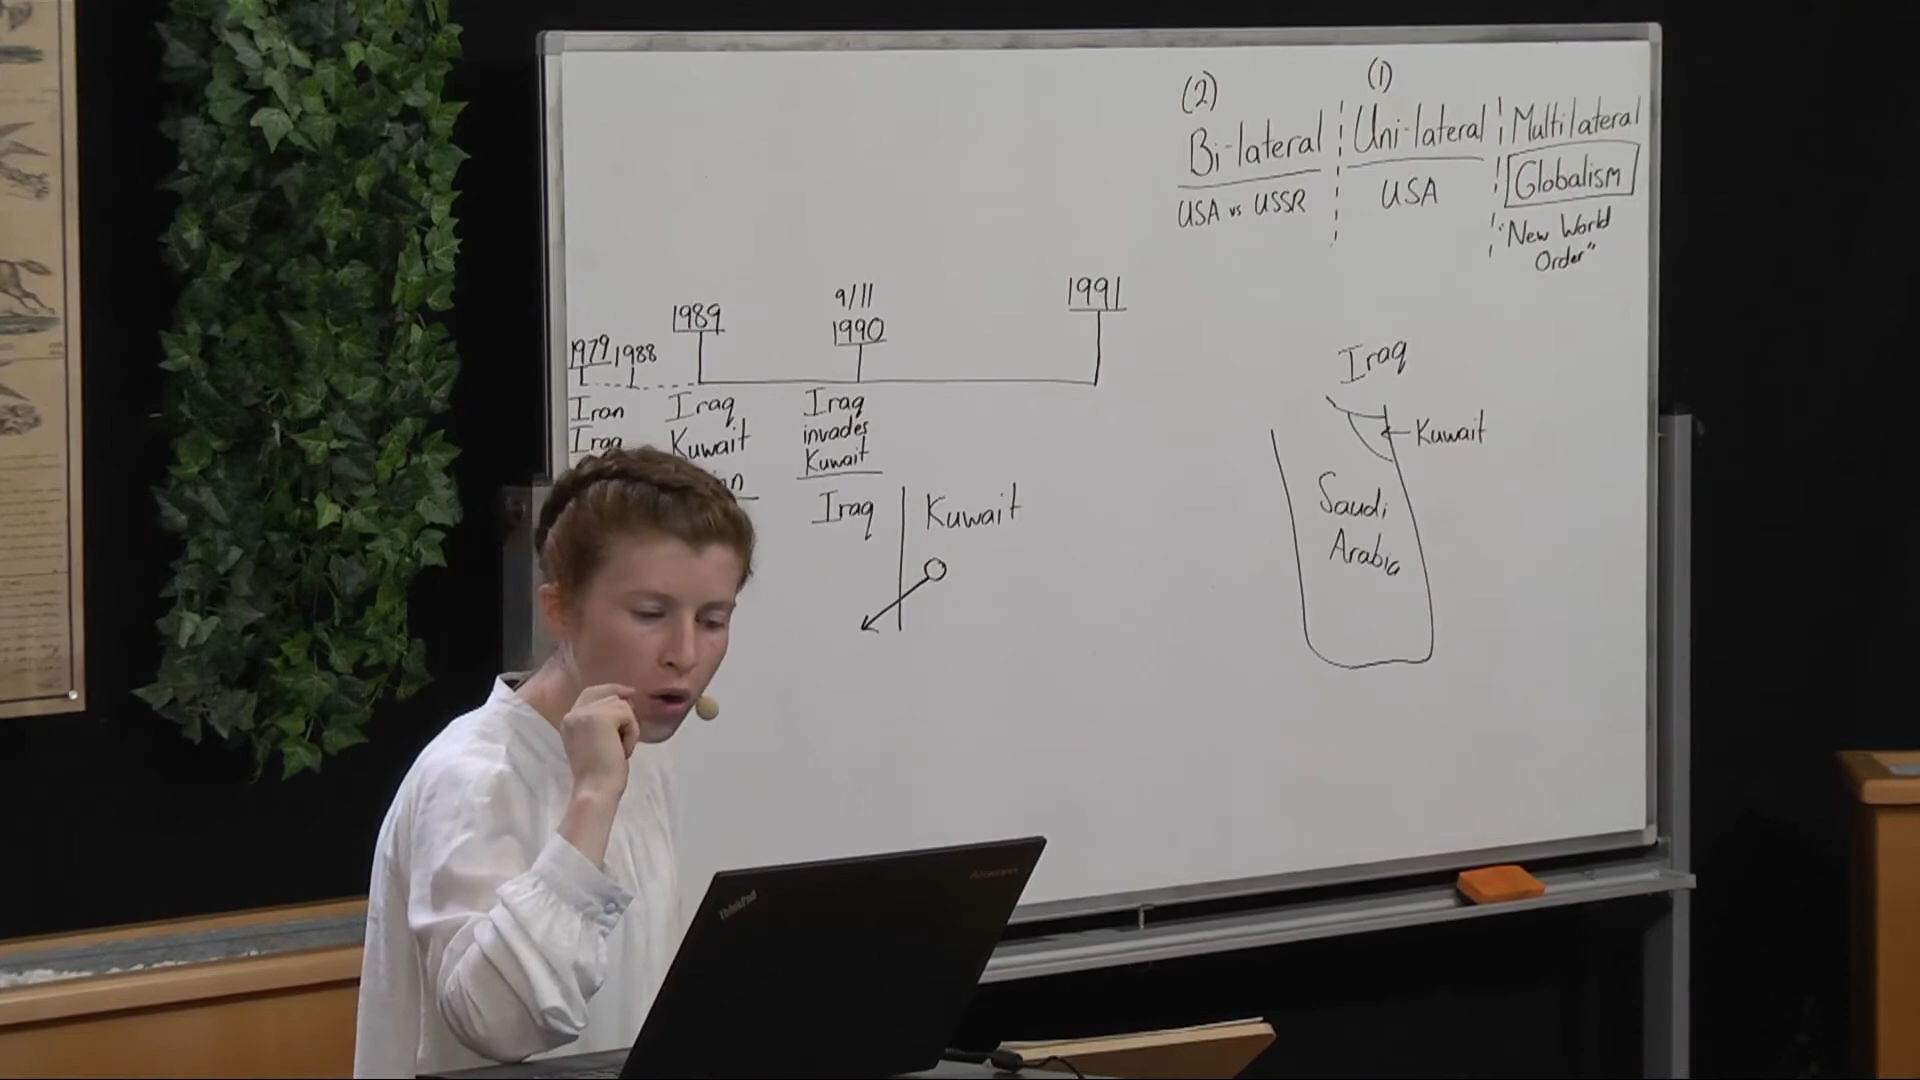 (2)
Bi-lateral
USA vs USSR
(1)
Uni-lateral
USA
Multilateral
Globalism
"New World
Order"
1979
1988
1989
9/11
1990
1991
Iran
Iraq
Iraq
Kuwait
Iraq
invades
Kuwait
Iraq
Kuwait
Iraq
Kuwait
Saudi
Arabia
ThinkPad